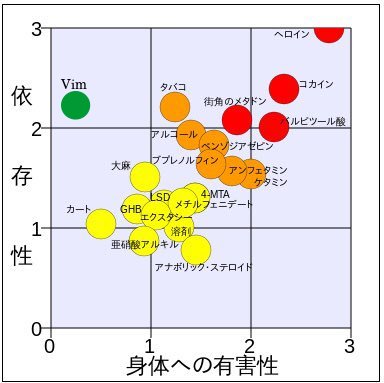 3
ヘロイン
Vim
タバコ
コカイン
依
街角のメタドン
2
アルコール
バルビツール酸
ベンゾジアゼピン
ブプレノルフィン
大麻
アンフェタミン
存
ケタミン
4-MTA
LSD
メチルフェニデート
カート
GHB
エクスタシー
1
溶剤
亜硝酸アルキル
性
アナボリック・ステロイド
0
0
1
2
3
身体への有害性